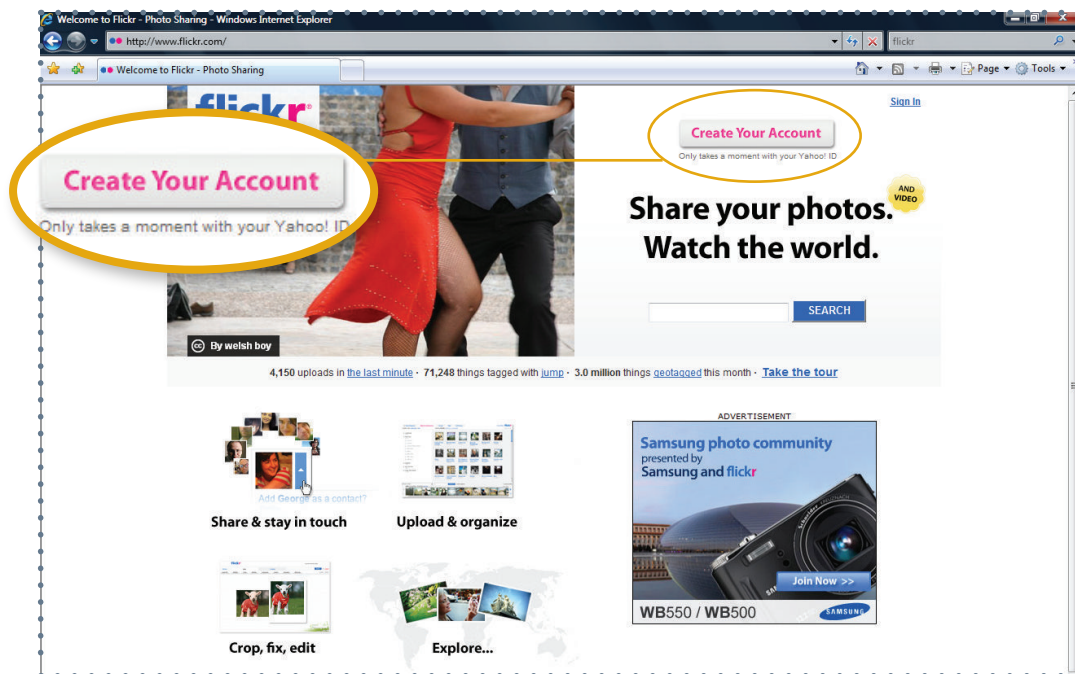 Welcome to Flickr - Photo Sharing - Windows Internet Explorer
http://www.flickr.com/
flickr
Welcome to Flickr - Photo Sharing
Page
Tools
flickr
Sign In
Create Your Account
Only takes a moment with your Yahoo! ID
Create Your Account
Only takes a moment with your Yahoo! ID
Share your photos.
AND
VIDEO
Watch the world.
SEARCH
cc By welsh boy
4,150 uploads in the last minute · 71,248 things tagged with jump · 3.0 million things geotagged this month · Take the tour
ADVERTISEMENT
Samsung photo community
presented by
Samsung and flickr
Add George as a contact?
Share & stay in touch
Upload & organize
Join Now >>
WB550 / WB500
SAMSUNG
Crop, fix, edit
Explore...